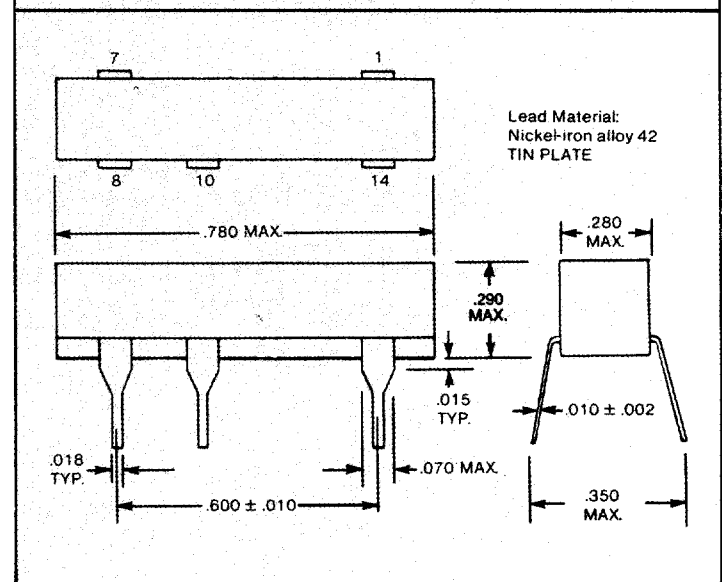 7 1
Lead Material:
Nickel-iron alloy 42
TIN PLATE
8 10 14
.780 MAX.
.280
MAX.
.290
MAX.
.015
TYP.
.010 ± .002
.018
TYP.
.070 MAX.
.600 ± .010
.350
MAX.